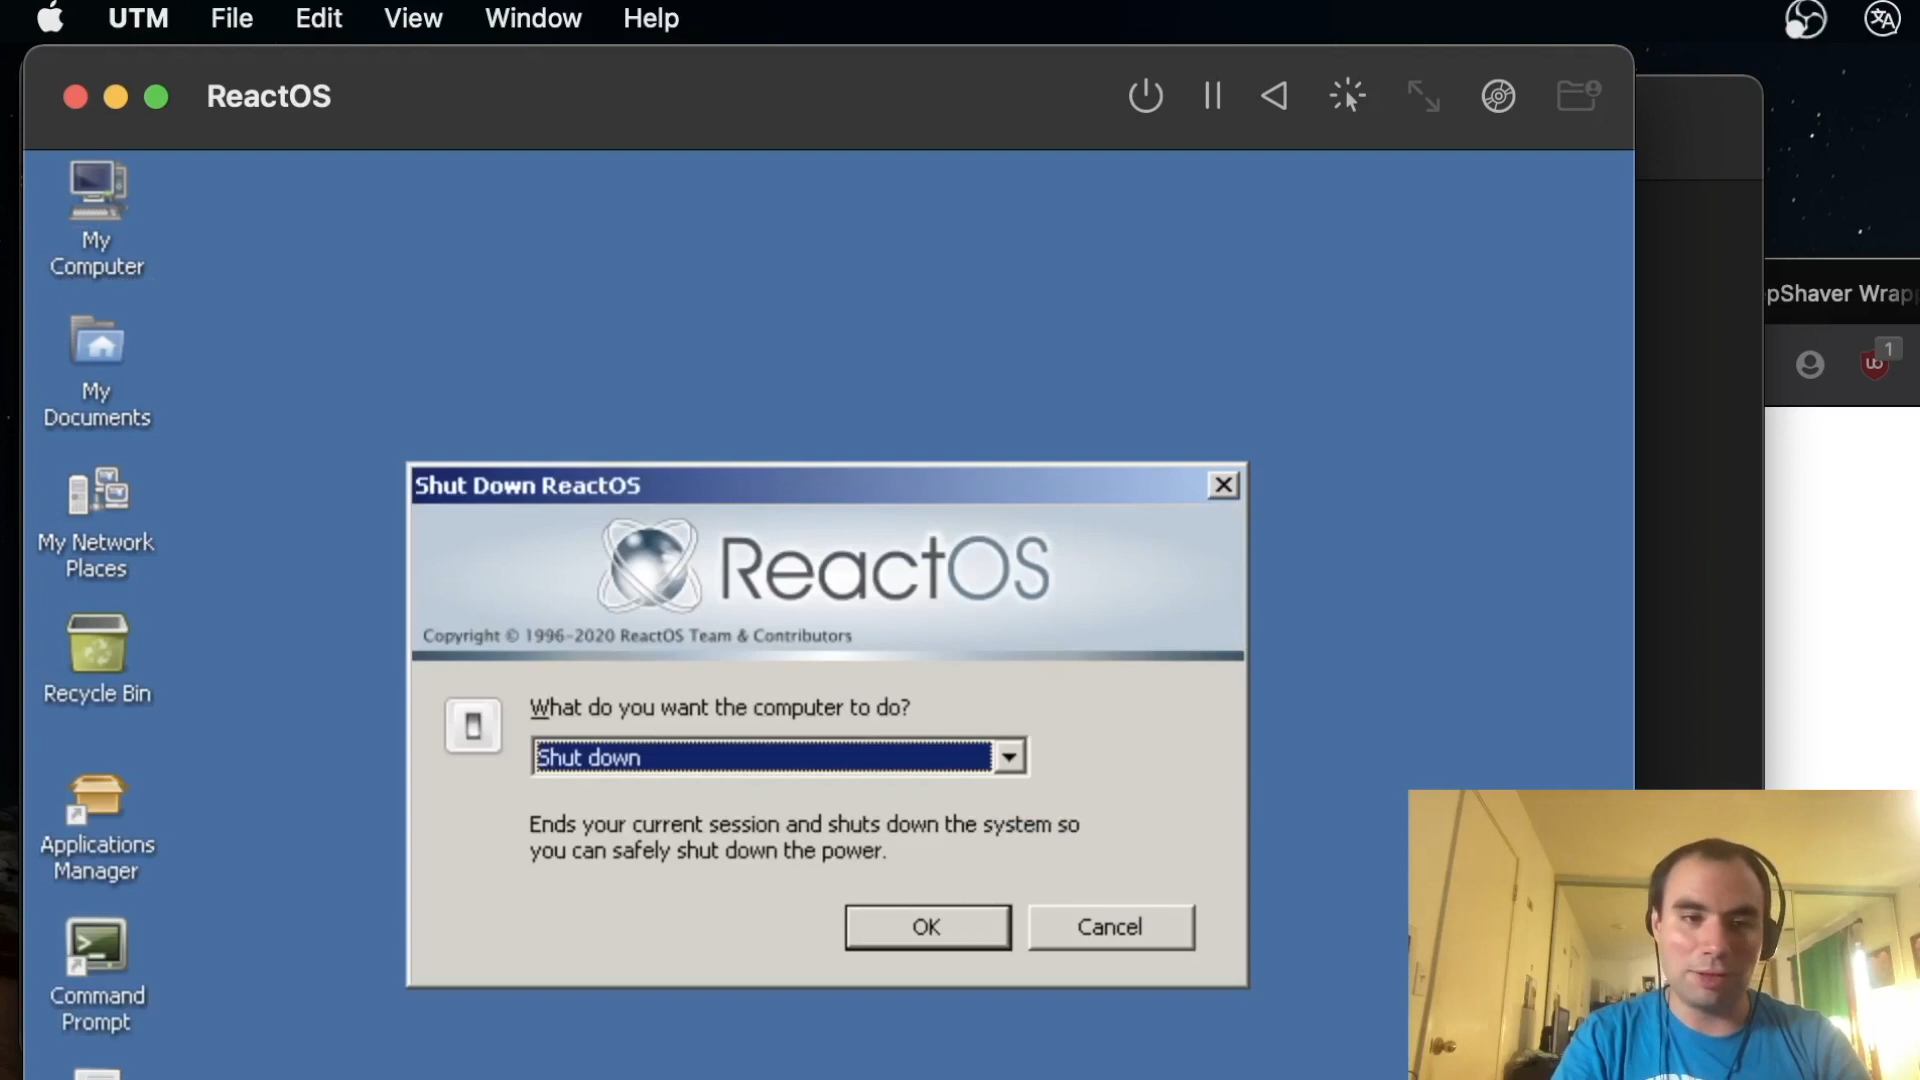 UTM File Edit View Window Help
ReactOS
My
Computer
My
Documents
My Network
Places
Recycle Bin
Applications
Manager
Command
Prompt
Shut Down ReactOS
ReactOS
Copyright © 1996-2020 ReactOS Team & Contributors
What do you want the computer to do?
Shut down
Ends your current session and shuts down the system so
you can safely shut down the power.
OK Cancel
pShaver Wrap
1